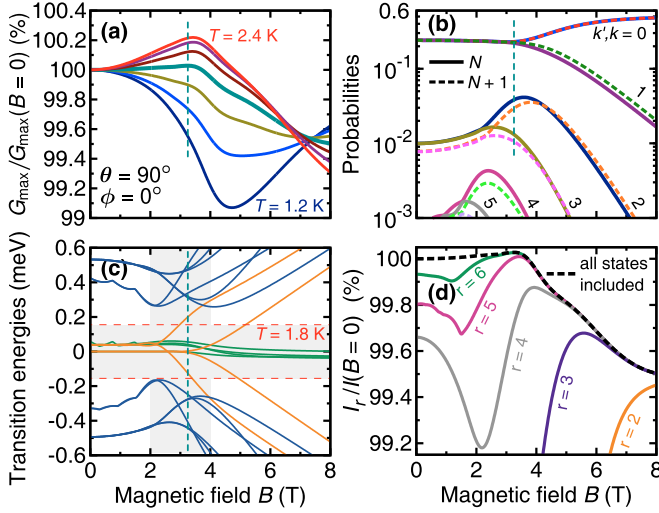 (a)
G_max/G_max(B = 0) (%)
100.4
100.2
100
99.8
99.6
99.4
99.2
99
T = 2.4 K
θ = 90°
ϕ = 0°
T = 1.2 K
(b)
Probabilities
0.6
10⁻¹
10⁻²
10⁻³
k',k = 0
N
N + 1
1
2
3
4
5
(c)
Transition energies (meV)
0.6
0.4
0.2
0
-0.2
-0.4
-0.6
T = 1.8 K
0 2 4 6 8
Magnetic field B (T)
(d)
I_r/I(B = 0) (%)
100
99.8
99.6
99.4
99.2
all states
included
r = 6
r = 5
r = 4
r = 3
r = 2
0 2 4 6 8
Magnetic field B (T)